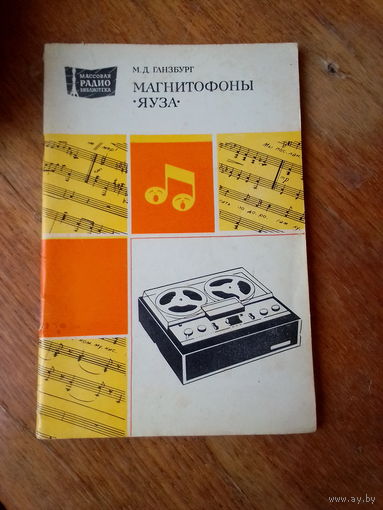 МАССОВАЯ
РАДИО
БИБЛИОТЕКА
М. Д. ГАНЗБУРГ
МАГНИТОФОНЫ
•ЯУЗА•
www.ay.by